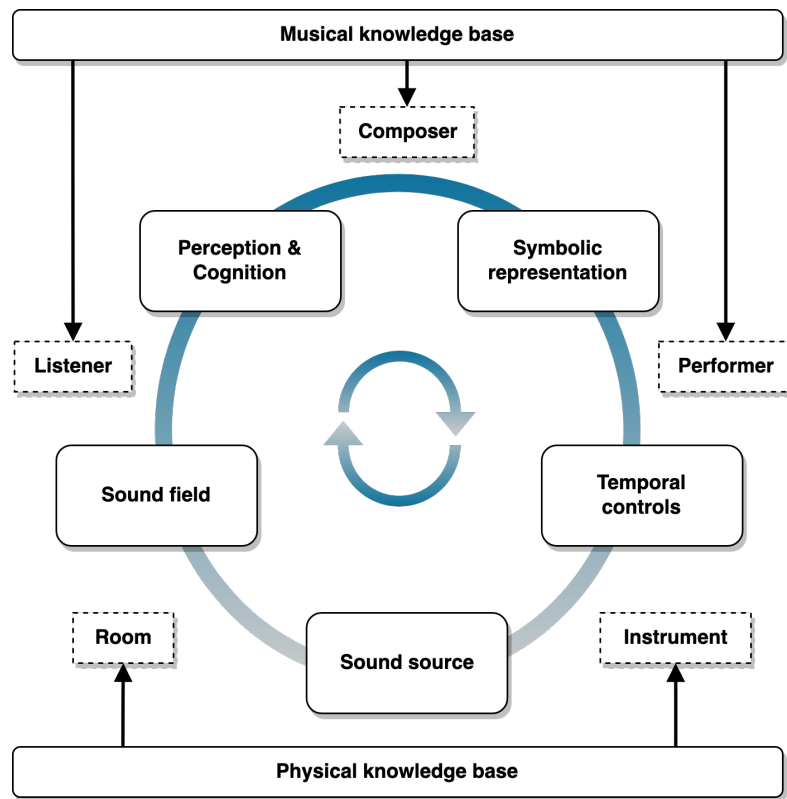 Musical knowledge base
Composer
Perception &
Cognition
Symbolic
representation
Listener
Performer
Sound field
Temporal
controls
Room
Sound source
Instrument
Physical knowledge base